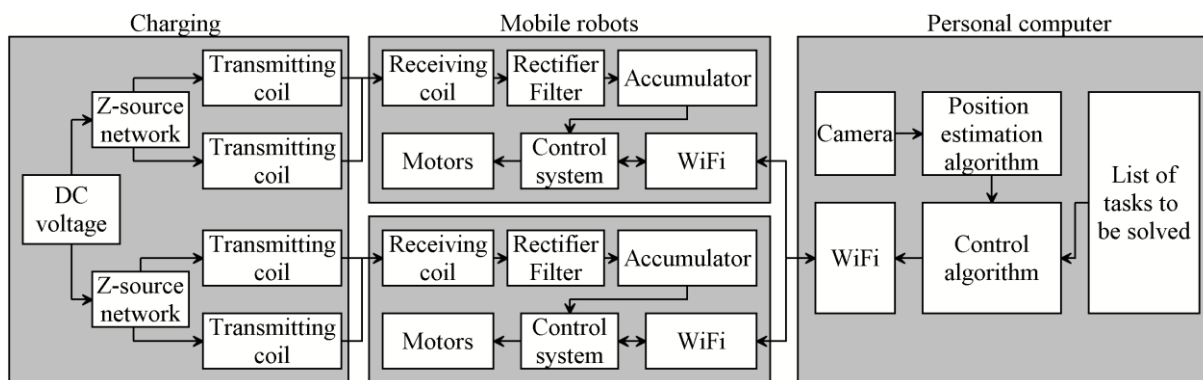 Charging
Mobile robots
Personal computer
DC
voltage
Z-source
network
Transmitting
coil
Transmitting
coil
Z-source
network
Transmitting
coil
Transmitting
coil
Receiving
coil
Rectifier
Filter
Accumulator
Motors
Control
system
WiFi
Receiving
coil
Rectifier
Filter
Accumulator
Motors
Control
system
WiFi
Camera
Position
estimation
algorithm
WiFi
Control
algorithm
List of
tasks to
be solved